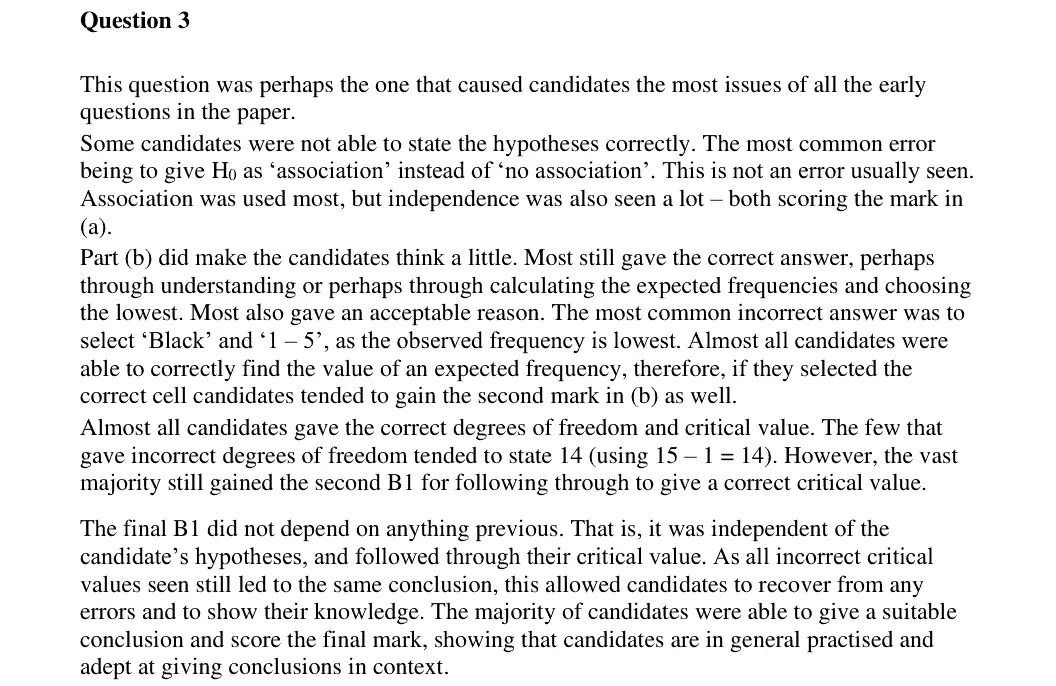 Question 3
This question was perhaps the one that caused candidates the most issues of all the early
questions in the paper.
Some candidates were not able to state the hypotheses correctly. The most common error
being to give H₀ as ‘association’ instead of ‘no association’. This is not an error usually seen.
Association was used most, but independence was also seen a lot – both scoring the mark in
(a).
Part (b) did make the candidates think a little. Most still gave the correct answer, perhaps
through understanding or perhaps through calculating the expected frequencies and choosing
the lowest. Most also gave an acceptable reason. The most common incorrect answer was to
select ‘Black’ and ‘1 – 5’, as the observed frequency is lowest. Almost all candidates were
able to correctly find the value of an expected frequency, therefore, if they selected the
correct cell candidates tended to gain the second mark in (b) as well.
Almost all candidates gave the correct degrees of freedom and critical value. The few that
gave incorrect degrees of freedom tended to state 14 (using 15 – 1 = 14). However, the vast
majority still gained the second B1 for following through to give a correct critical value.
The final B1 did not depend on anything previous. That is, it was independent of the
candidate’s hypotheses, and followed through their critical value. As all incorrect critical
values seen still led to the same conclusion, this allowed candidates to recover from any
errors and to show their knowledge. The majority of candidates were able to give a suitable
conclusion and score the final mark, showing that candidates are in general practised and
adept at giving conclusions in context.